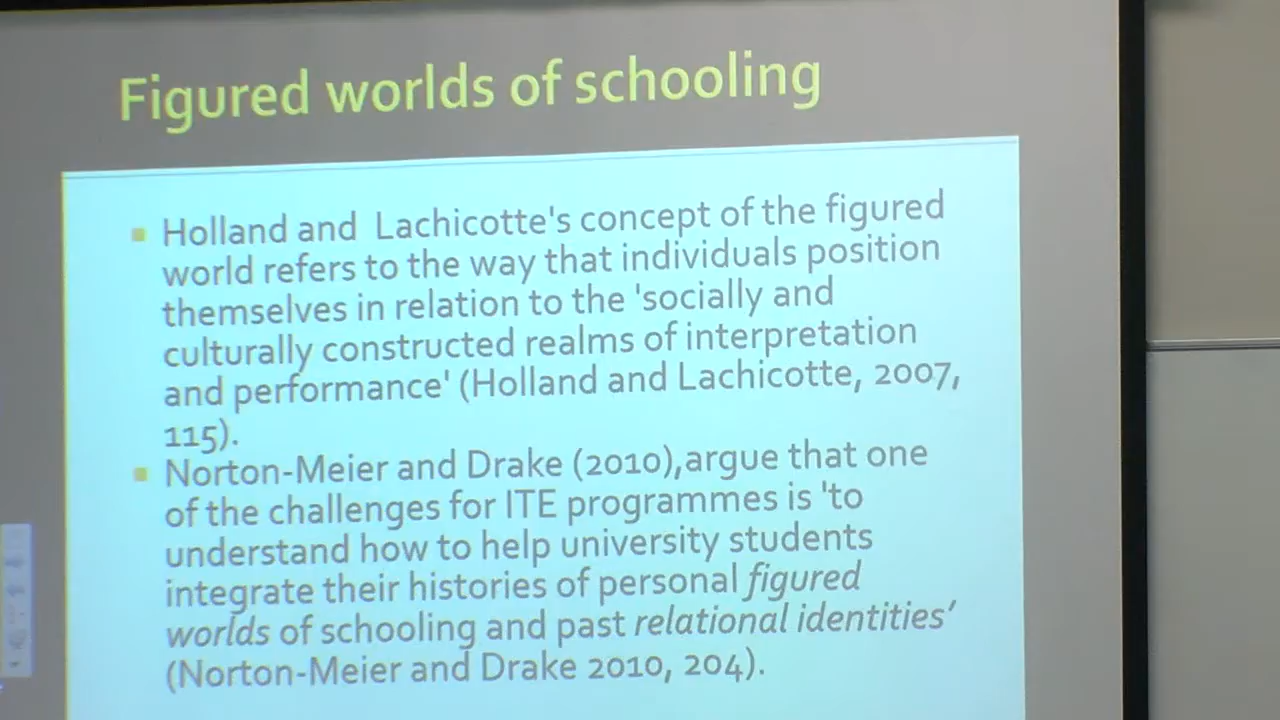 Figured worlds of schooling
Holland and Lachicotte's concept of the figured
world refers to the way that individuals position
themselves in relation to the 'socially and
culturally constructed realms of interpretation
and performance' (Holland and Lachicotte, 2007,
115).
Norton-Meier and Drake (2010),argue that one
of the challenges for ITE programmes is 'to
understand how to help university students
integrate their histories of personal figured
worlds of schooling and past relational identities'
(Norton-Meier and Drake 2010, 204).